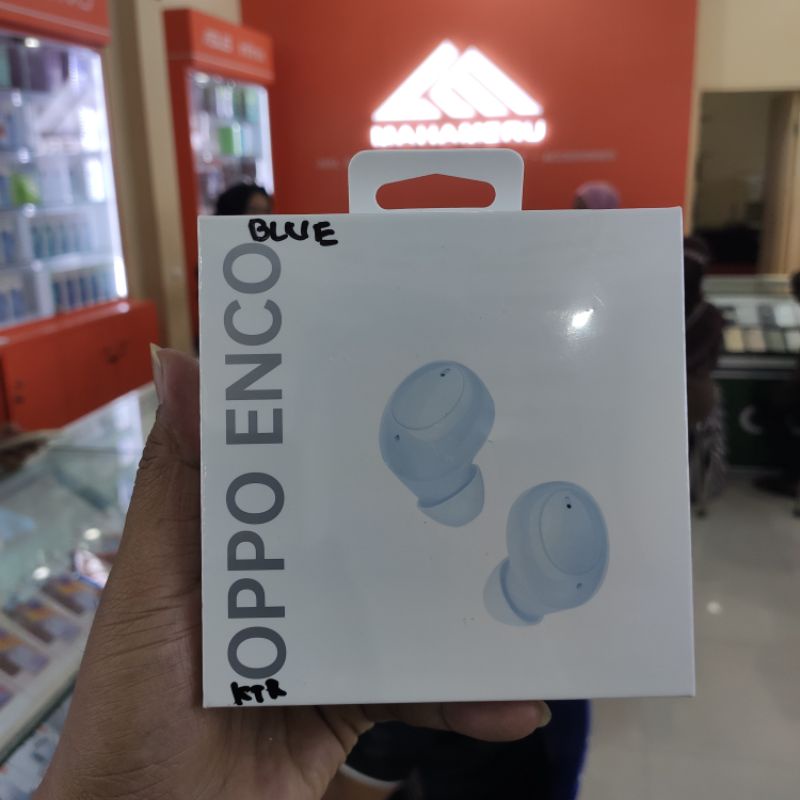 MAHAMERU
BLUE
OPPO ENCO
KTR